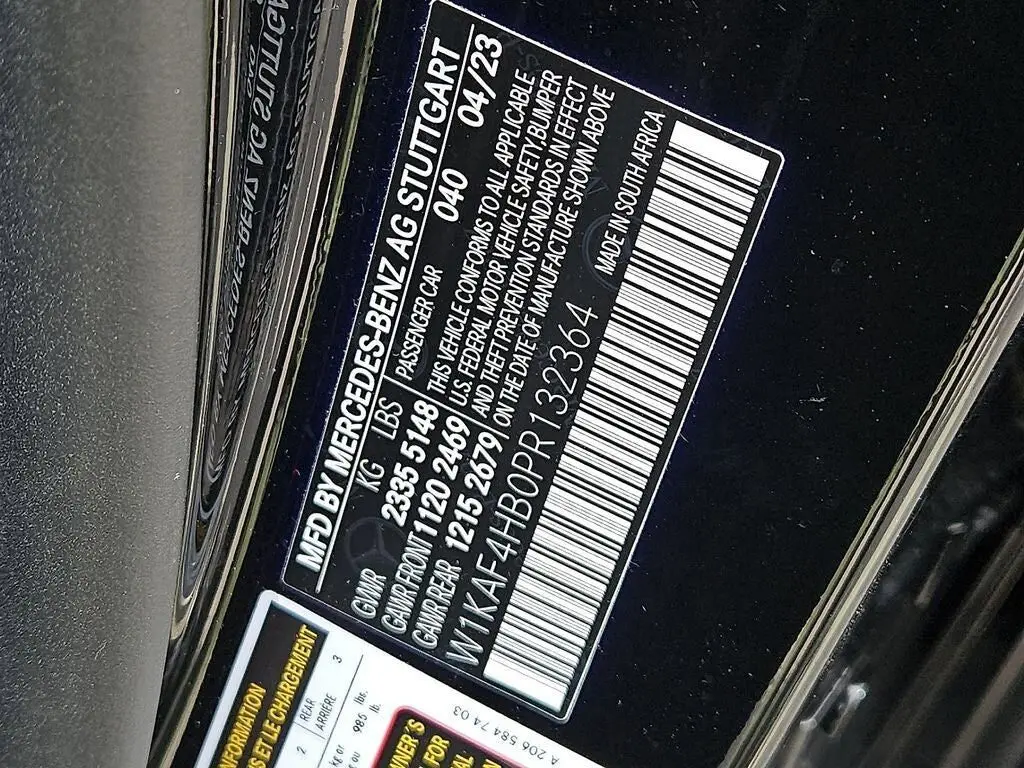 MFD BY MERCEDES-BENZ AG STUTTGART
KG LBS 040 04/23
GVWR 2335 5148
GAWR FRONT 1120 2469
GAWR REAR 1215 2679
PASSENGER CAR
THIS VEHICLE CONFORMS TO ALL APPLICABLE
U.S. FEDERAL MOTOR VEHICLE SAFETY, BUMPER
AND THEFT PREVENTION STANDARDS IN EFFECT
ON THE DATE OF MANUFACTURE SHOWN ABOVE
W1KAF4HB0PR132364
MADE IN SOUTH AFRICA
ET LE CHARGEMENT
2 REAR 3
ARRIÈRE
985 lbs.
lb.
FOR
A 206 584 74 03